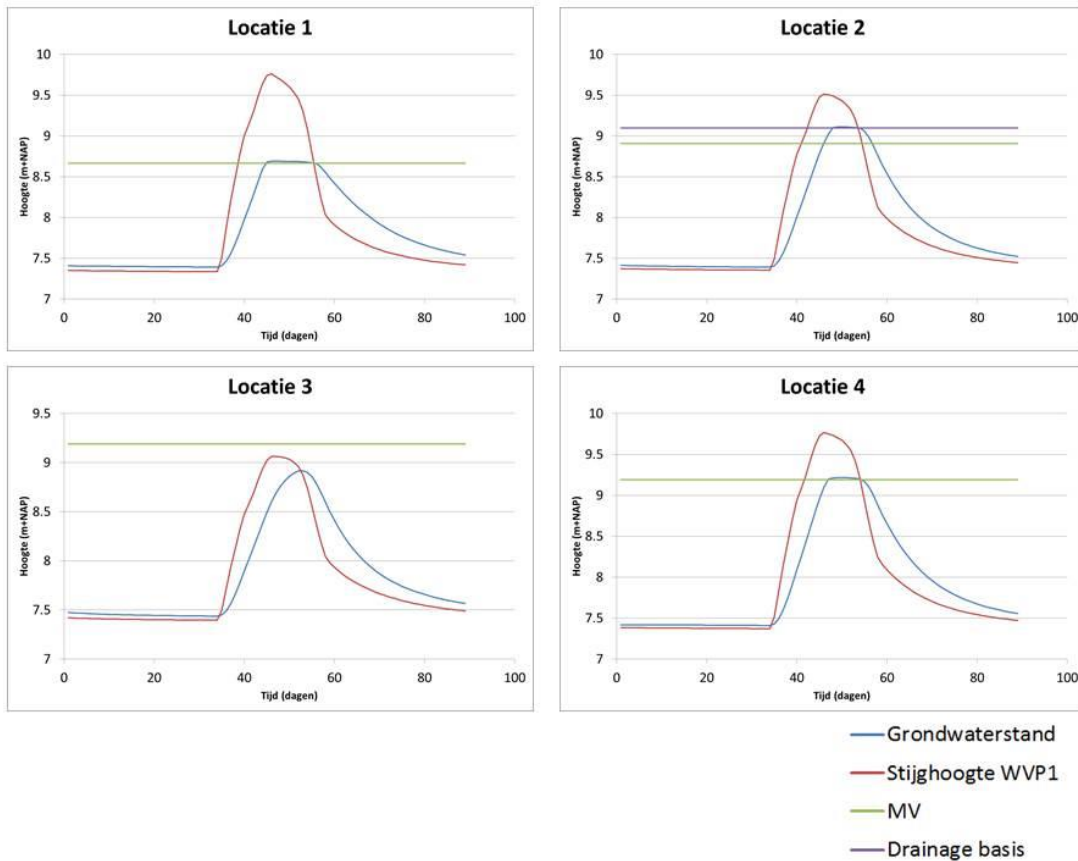 Locatie 1
10
9.5
9
8.5
8
7.5
7
Hoogte (m+NAP)
0 20 40 60 80 100
Tijd (dagen)
Locatie 2
10
9.5
9
8.5
8
7.5
7
Hoogte (m+NAP)
0 20 40 60 80 100
Tijd (dagen)
Locatie 3
9.5
9
8.5
8
7.5
7
Hoogte (m+NAP)
0 20 40 60 80 100
Tijd (dagen)
Locatie 4
10
9.5
9
8.5
8
7.5
7
Hoogte (m+NAP)
0 20 40 60 80 100
Tijd (dagen)
Grondwaterstand
Stijghoogte WVP1
MV
Drainage basis